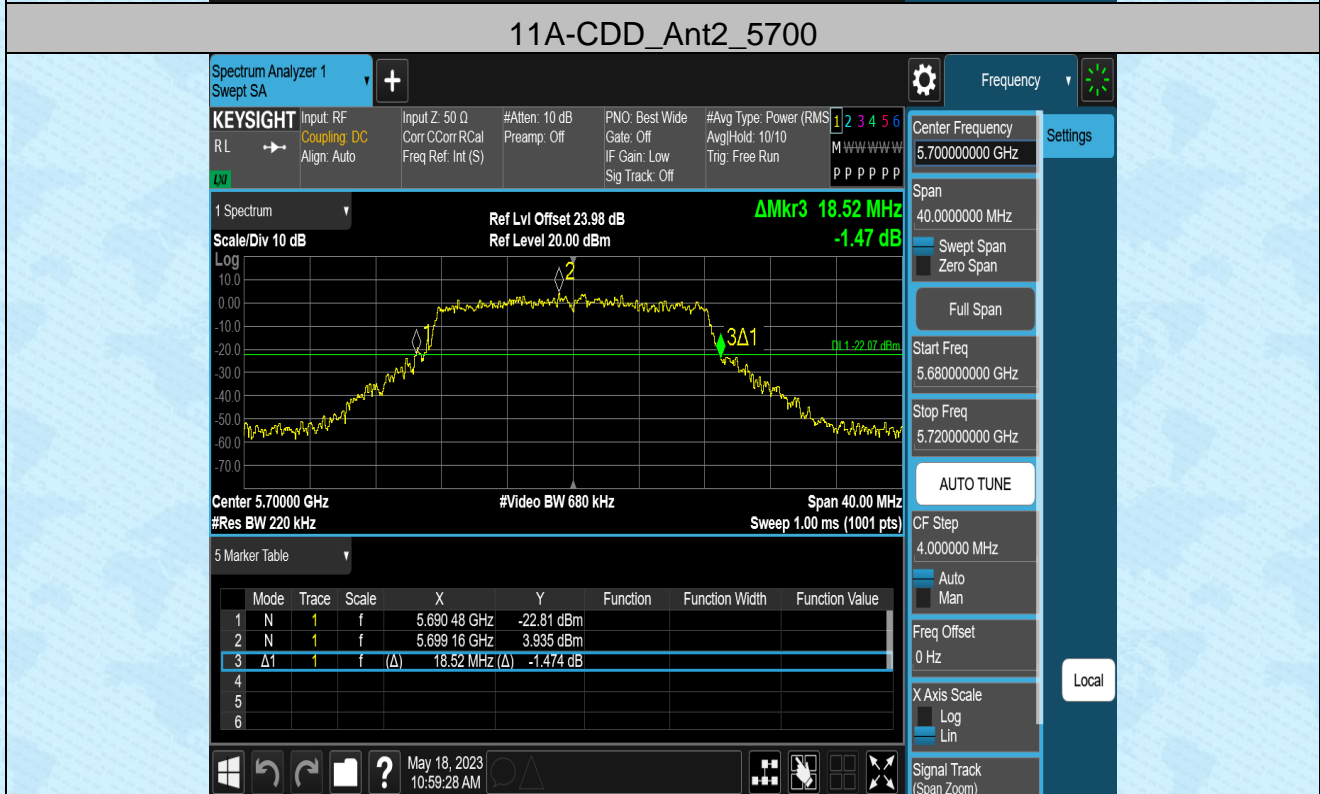 11A-CDD_Ant2_5700
Spectrum Analyzer 1
Swept SA
+
Frequency
KEYSIGHT
RL
LXI
Input: RF
Coupling: DC
Align: Auto
Input Z: 50 Ω
Corr CCorr RCal
Freq Ref: Int (S)
#Atten: 10 dB
Preamp: Off
PNO: Best Wide
Gate: Off
IF Gain: Low
Sig Track: Off
#Avg Type: Power (RMS
Avg|Hold: 10/10
Trig: Free Run
1 2 3 4 5 6
M W W W W W
P P P P P P
1 Spectrum
Scale/Div 10 dB
Ref Lvl Offset 23.98 dB
Ref Level 20.00 dBm
ΔMkr3 18.52 MHz
-1.47 dB
Log
10.0
0.00
-10.0
-20.0
-30.0
-40.0
-50.0
-60.0
-70.0
1
2
3Δ1
DL1 -22.07 dBm
Center 5.70000 GHz
#Video BW 680 kHz
Span 40.00 MHz
#Res BW 220 kHz
Sweep 1.00 ms (1001 pts)
5 Marker Table
Mode Trace Scale X Y Function Function Width Function Value
1 N 1 f 5.690 48 GHz -22.81 dBm
2 N 1 f 5.699 16 GHz 3.935 dBm
3 Δ1 1 f (Δ) 18.52 MHz (Δ) -1.474 dB
4
5
6
?
May 18, 2023
10:59:28 AM
Center Frequency
5.700000000 GHz
Settings
Span
40.0000000 MHz
Swept Span
Zero Span
Full Span
Start Freq
5.680000000 GHz
Stop Freq
5.720000000 GHz
AUTO TUNE
CF Step
4.000000 MHz
Auto
Man
Freq Offset
0 Hz
X Axis Scale
Log
Lin
Local
Signal Track
(Span Zoom)